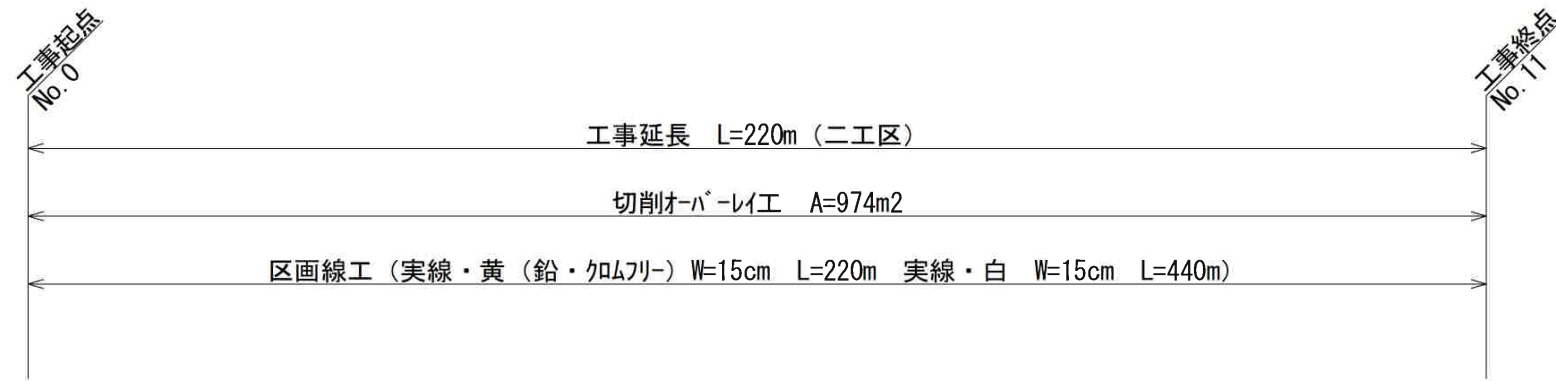 工事起点
No. 0
工事終点
No. 11
工事延長　L=220m（二工区）
切削ｵｰﾊﾞｰﾚｲ工　A=974m2
区画線工（実線・黄（鉛・ｸﾛﾑﾌﾘｰ）W=15cm　L=220m　実線・白　W=15cm　L=440m）